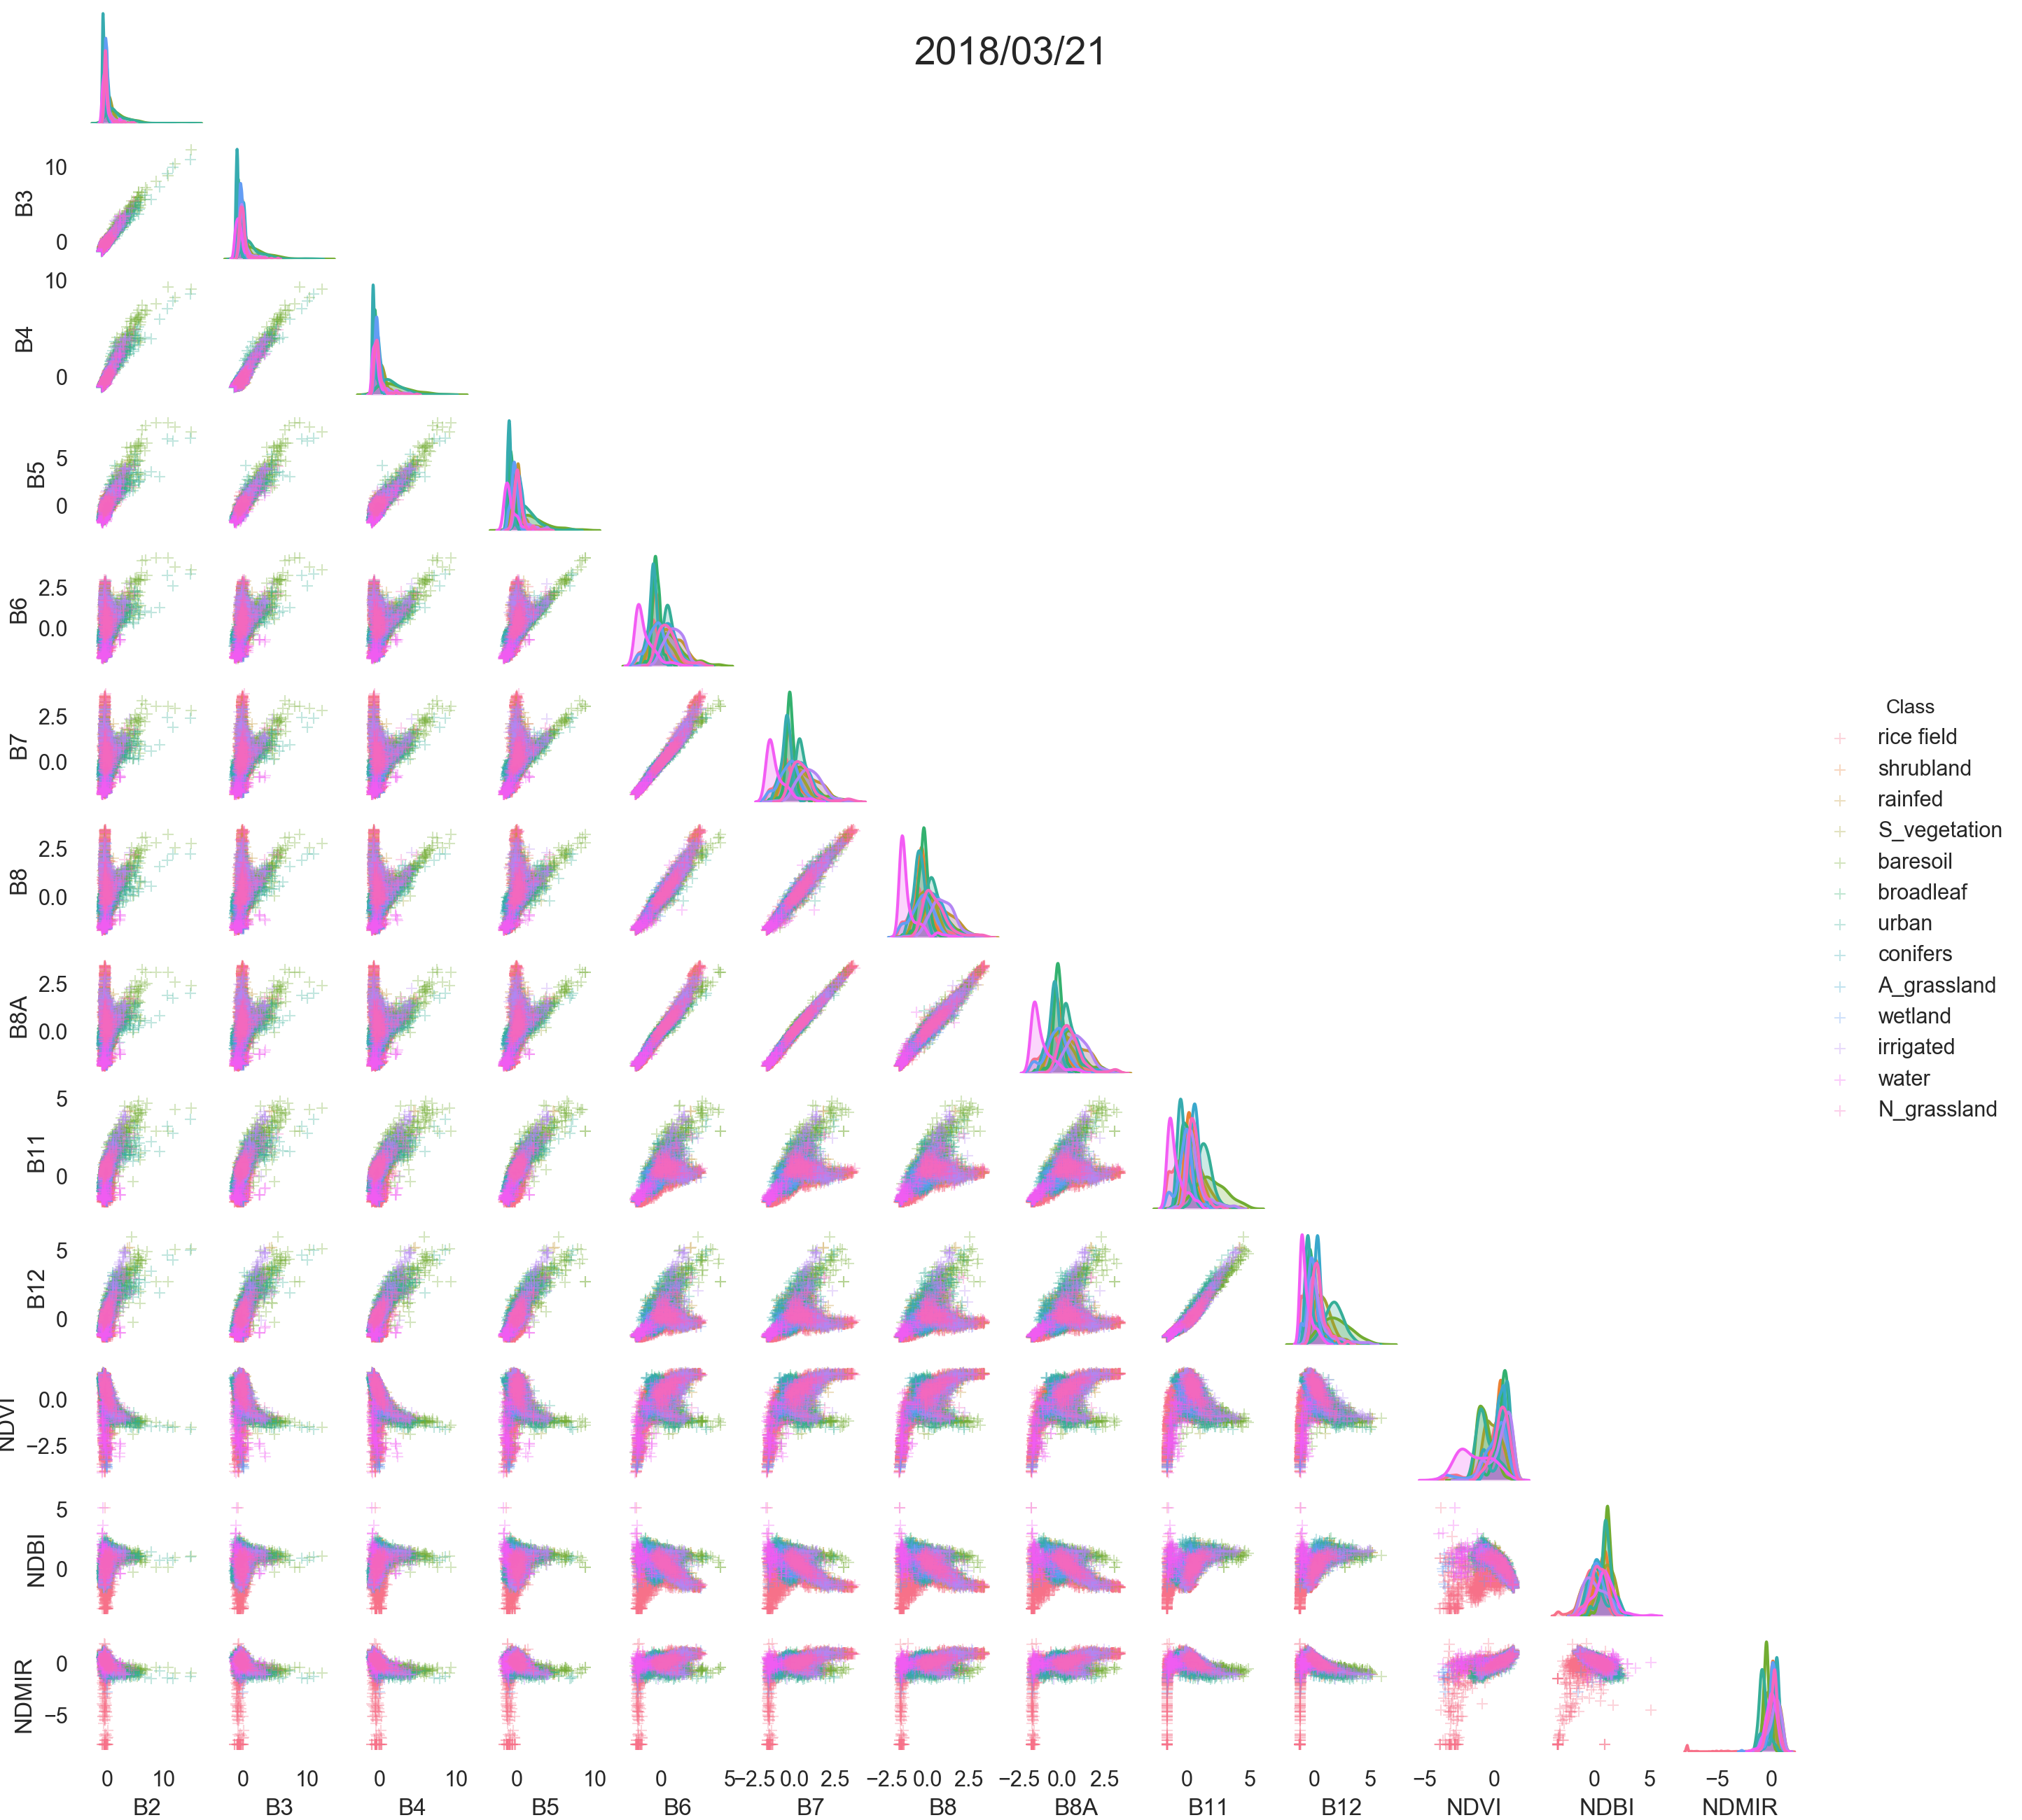 2018/03/21
10
0
B3
10
0
B4
5
0
B5
2.5
0.0
B6
2.5
0.0
B7
2.5
0.0
B8
2.5
0.0
B8A
5
0
B11
5
0
B12
0.0
−2.5
NDVI
5
0
NDBI
0
−5
NDMIR
Class
rice field
shrubland
rainfed
S_vegetation
baresoil
broadleaf
urban
conifers
A_grassland
wetland
irrigated
water
N_grassland
0 10 0 10 0 10 0 10 0 5 −2.5 0.0 2.5 −2.5 0.0 2.5 −2.5 0.0 2.5 0 5 0 5 −5 0 0 5 −5 0
B2 B3 B4 B5 B6 B7 B8 B8A B11 B12 NDVI NDBI NDMIR